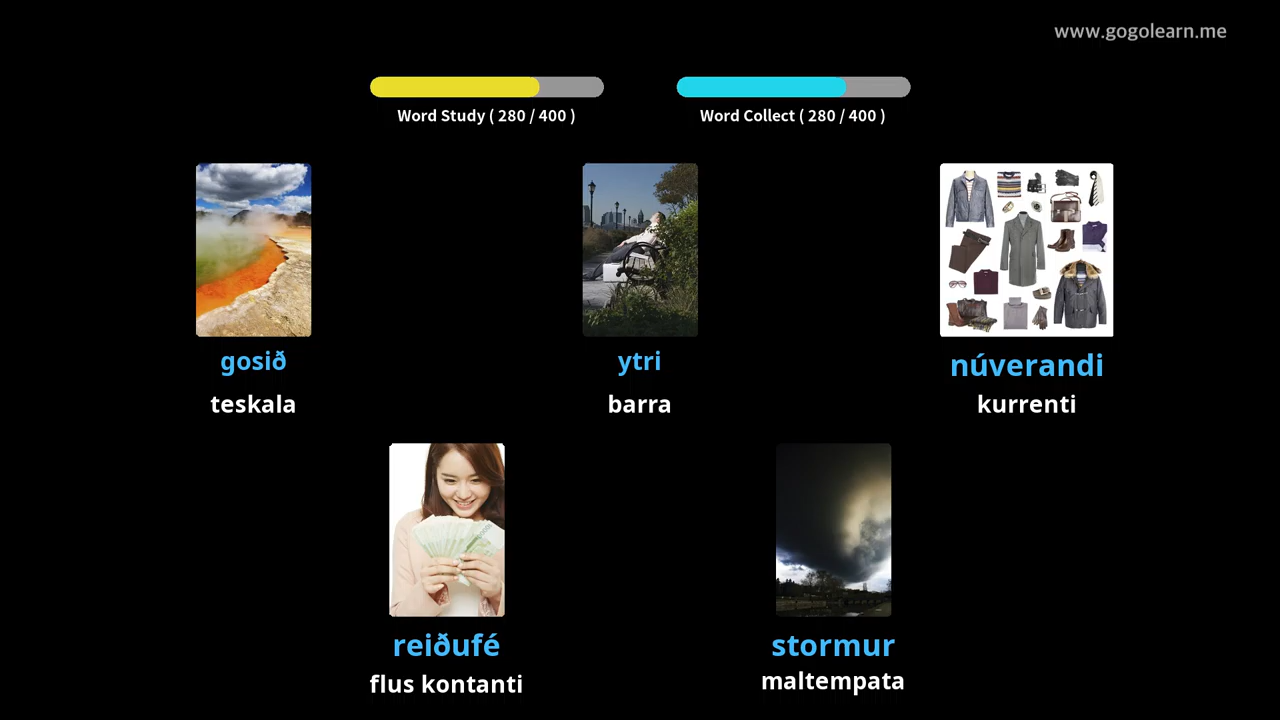 www.gogolearn.me
Word Study ( 280 / 400 )
Word Collect ( 280 / 400 )
gosið
ytri
núverandi
teskala
barra
kurrenti
reiðufé
stormur
flus kontanti
maltempata